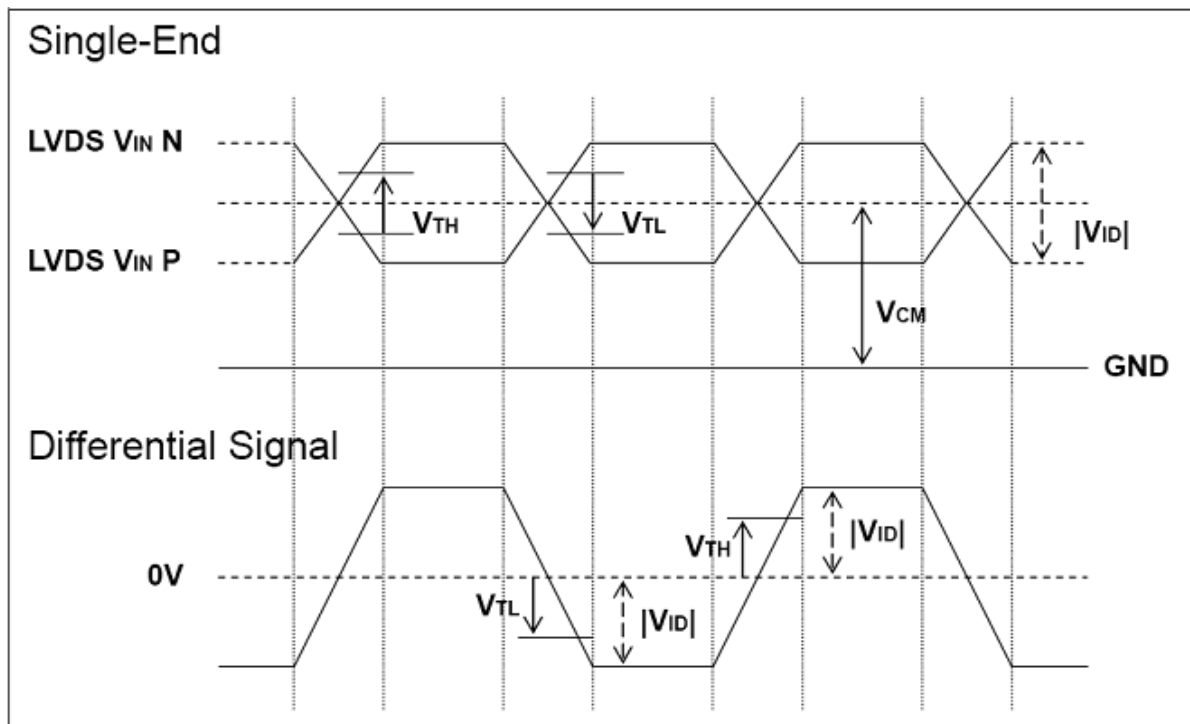 Single-End
LVDS VIN N
VTH
VTL
|VID|
LVDS VIN P
VCM
GND
Differential Signal
VTH
|VID|
0V
VTL
|VID|